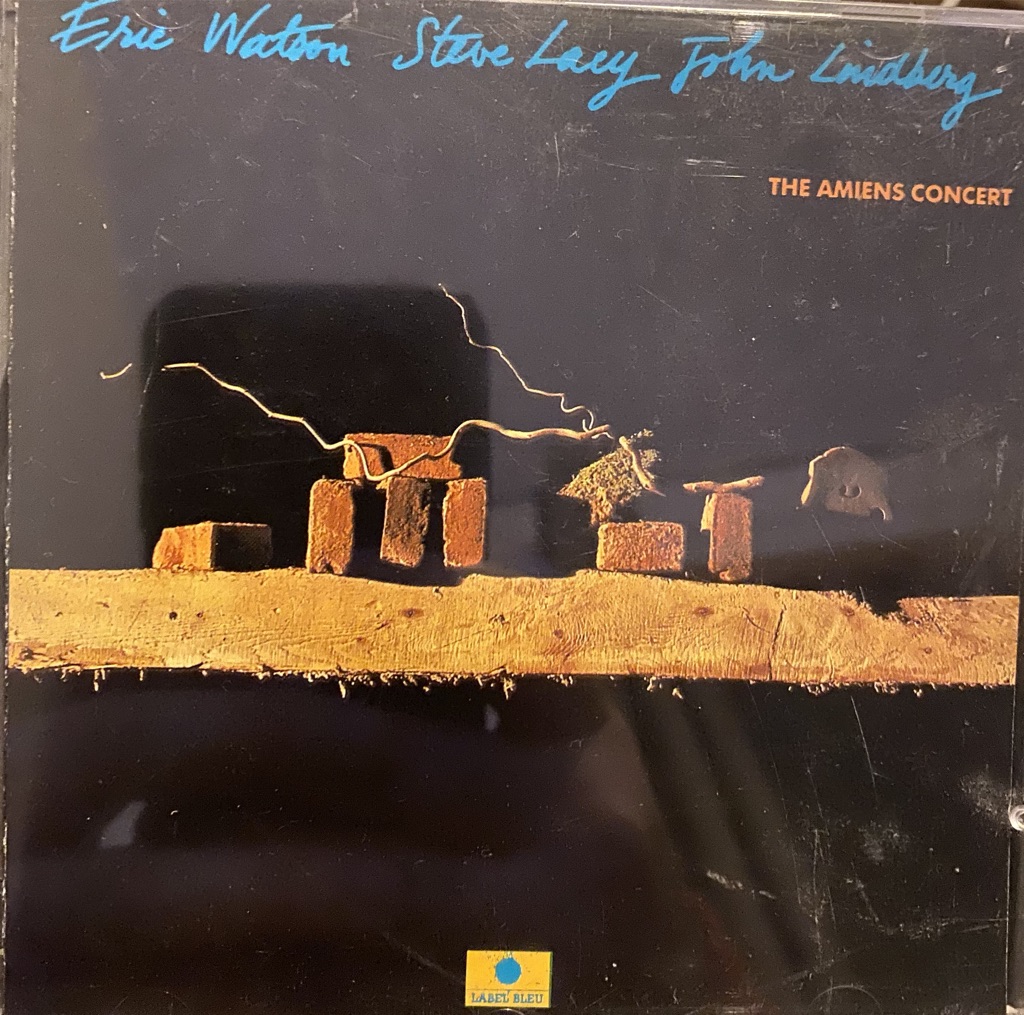 Eric Watson Steve Lacy John Lindberg
THE AMIENS CONCERT
LABEL BLEU